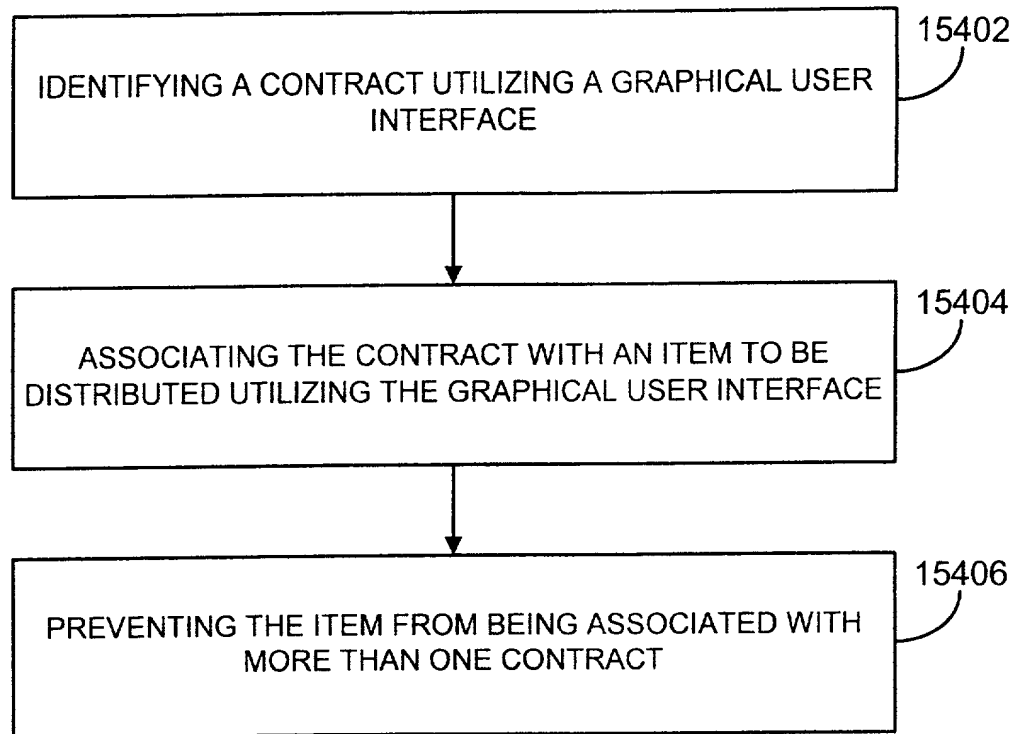 15402
IDENTIFYING A CONTRACT UTILIZING A GRAPHICAL USER
INTERFACE
15404
ASSOCIATING THE CONTRACT WITH AN ITEM TO BE
DISTRIBUTED UTILIZING THE GRAPHICAL USER INTERFACE
15406
PREVENTING THE ITEM FROM BEING ASSOCIATED WITH
MORE THAN ONE CONTRACT